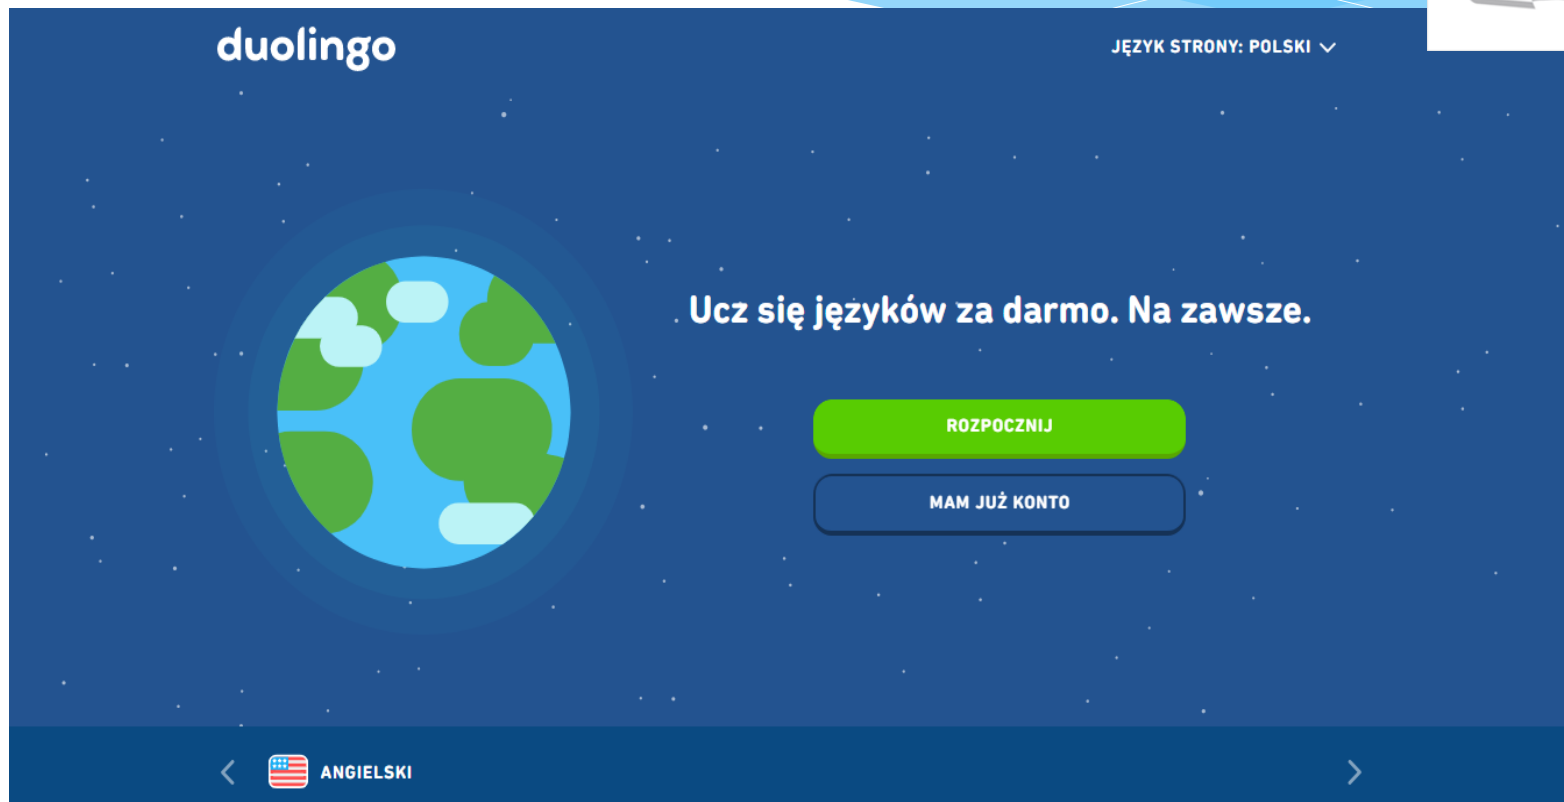 duolingo
JĘZYK STRONY: POLSKI
Ucz się języków za darmo. Na zawsze.
ROZPOCZNIJ
MAM JUŻ KONTO
ANGIELSKI